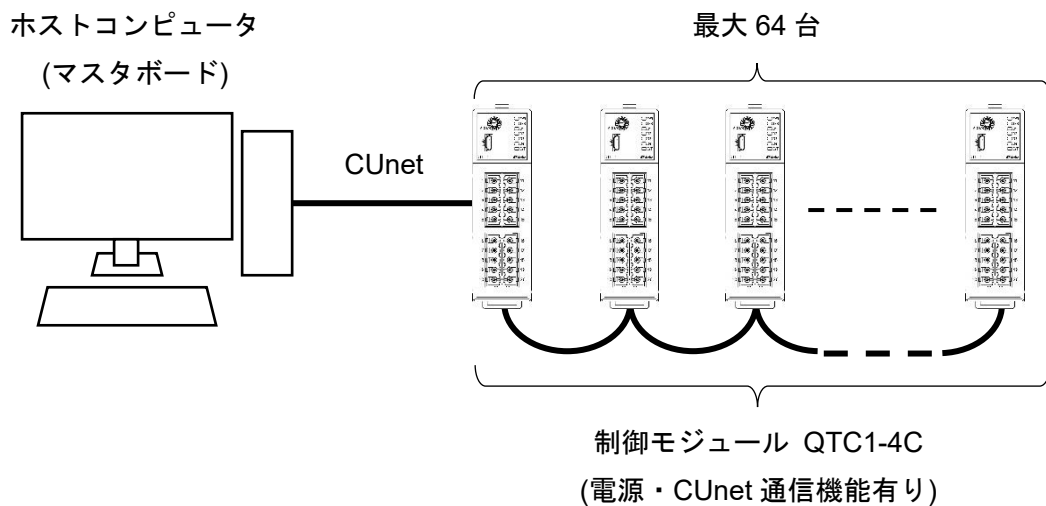 ホストコンピュータ
(マスタボード)
最大 64 台
CUnet
制御モジュール QTC1-4C
(電源・CUnet 通信機能有り)